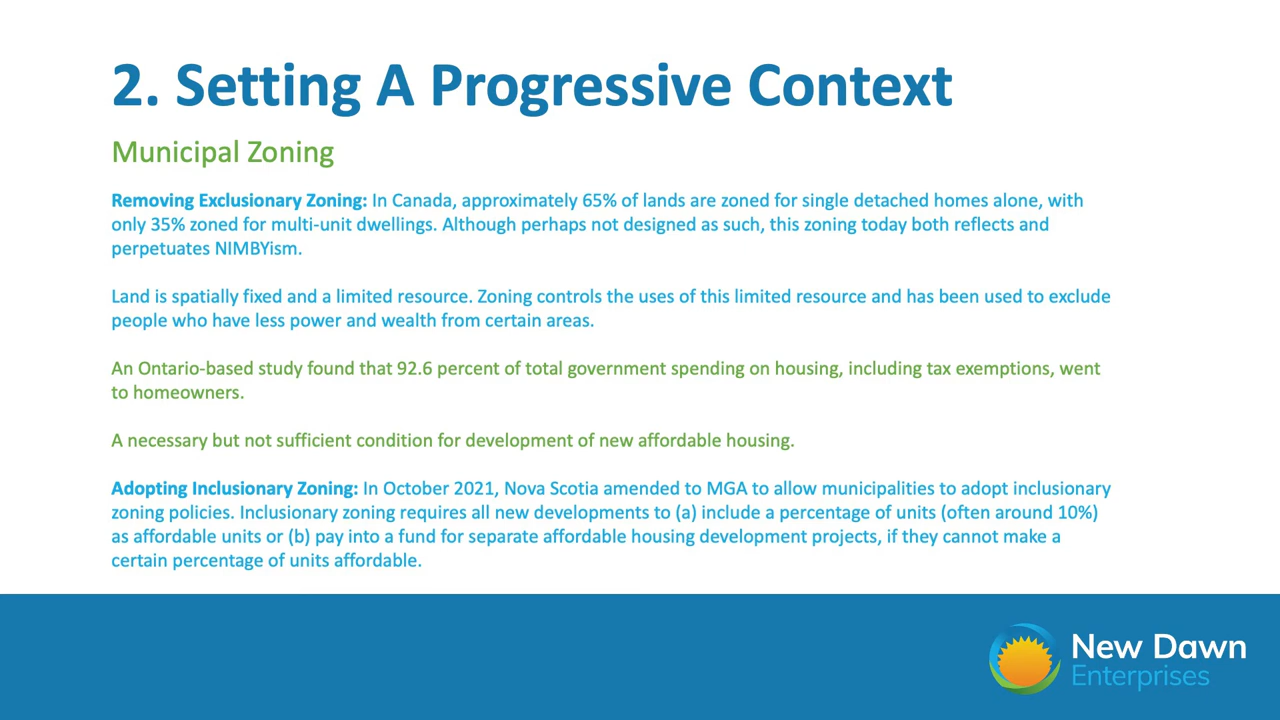 2. Setting A Progressive Context
Municipal Zoning
Removing Exclusionary Zoning: In Canada, approximately 65% of lands are zoned for single detached homes alone, with
only 35% zoned for multi-unit dwellings. Although perhaps not designed as such, this zoning today both reflects and
perpetuates NIMBYism.
Land is spatially fixed and a limited resource. Zoning controls the uses of this limited resource and has been used to exclude
people who have less power and wealth from certain areas.
An Ontario-based study found that 92.6 percent of total government spending on housing, including tax exemptions, went
to homeowners.
A necessary but not sufficient condition for development of new affordable housing.
Adopting Inclusionary Zoning: In October 2021, Nova Scotia amended to MGA to allow municipalities to adopt inclusionary
zoning policies. Inclusionary zoning requires all new developments to (a) include a percentage of units (often around 10%)
as affordable units or (b) pay into a fund for separate affordable housing development projects, if they cannot make a
certain percentage of units affordable.
New Dawn
Enterprises